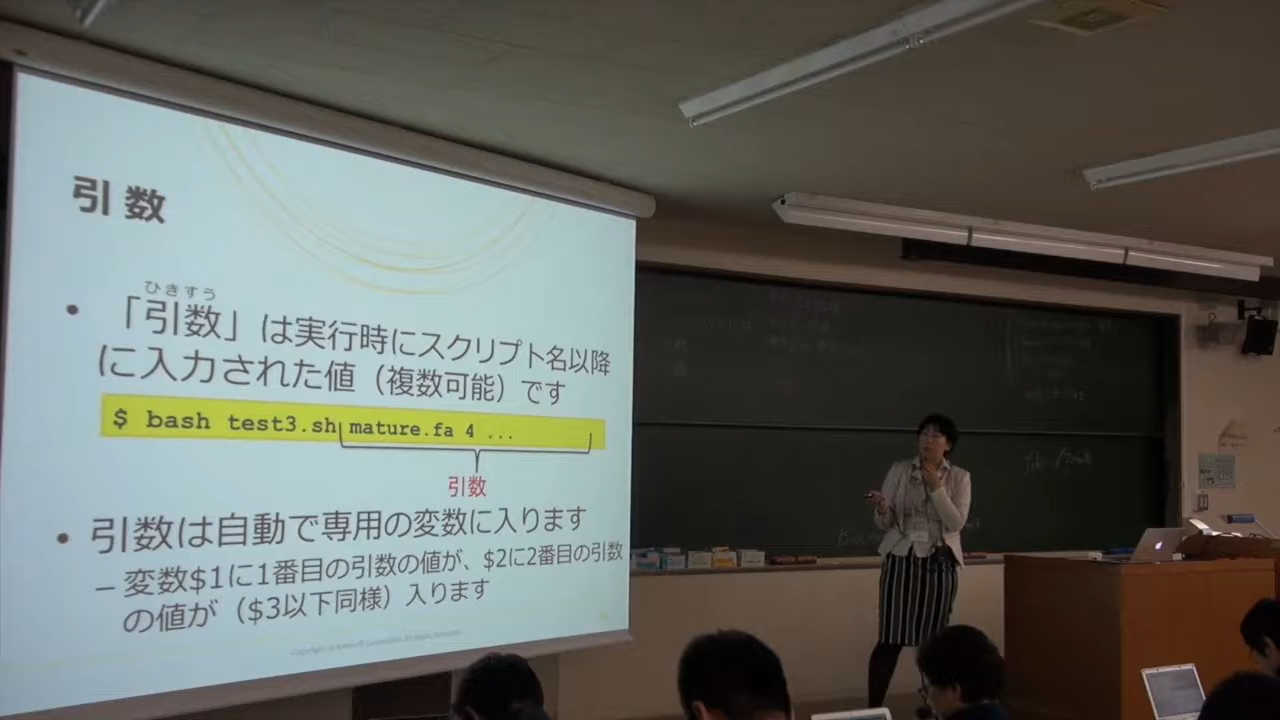 引数
ひきすう
• 「引数」は実行時にスクリプト名以降
に入力された値（複数可能）です
$ bash test3.sh mature.fa 4 ...
引数
• 引数は自動で専用の変数に入ります
– 変数$1に1番目の引数の値が、$2に2番目の引数
の値が（$3以下同様）入ります